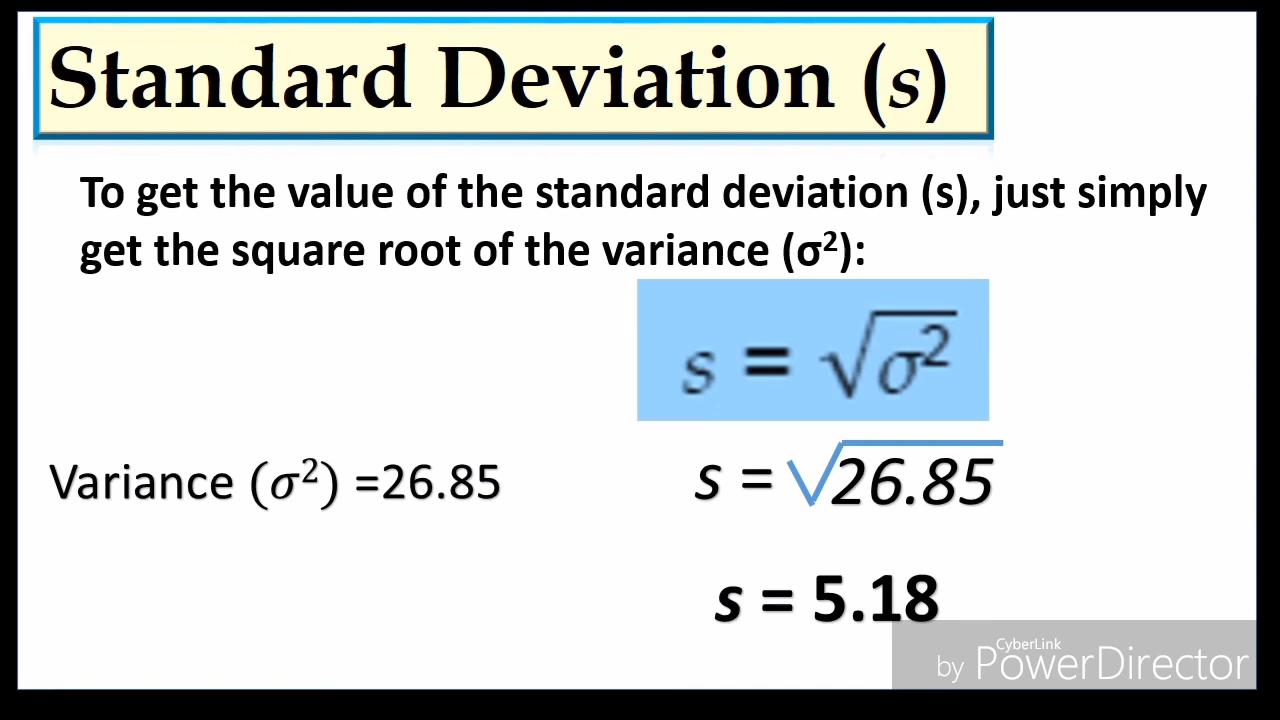 Standard Deviation (s)
To get the value of the standard deviation (s), just simply
get the square root of the variance (σ²):
s = √σ²
Variance (σ²) =26.85
s = √26.85
s = 5.18
CyberLink
by PowerDirector